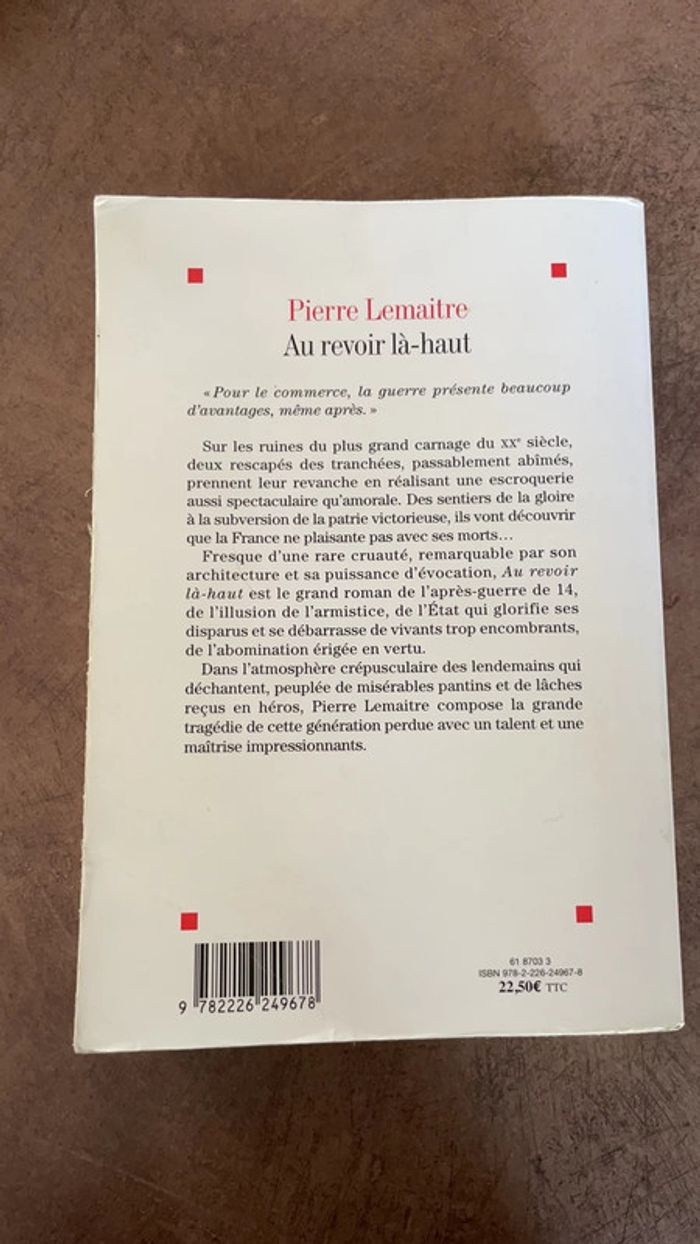 Pierre Lemaitre
Au revoir là-haut
« Pour le commerce, la guerre présente beaucoup
d'avantages, même après. »
Sur les ruines du plus grand carnage du XXe siècle,
deux rescapés des tranchées, passablement abîmés,
prennent leur revanche en réalisant une escroquerie
aussi spectaculaire qu'amorale. Des sentiers de la gloire
à la subversion de la patrie victorieuse, ils vont découvrir
que la France ne plaisante pas avec ses morts...
Fresque d'une rare cruauté, remarquable par son
architecture et sa puissance d'évocation, Au revoir
là-haut est le grand roman de l'après-guerre de 14,
de l'illusion de l'armistice, de l'État qui glorifie ses
disparus et se débarrasse de vivants trop encombrants,
de l'abomination érigée en vertu.
Dans l'atmosphère crépusculaire des lendemains qui
déchantent, peuplée de misérables pantins et de lâches
reçus en héros, Pierre Lemaitre compose la grande
tragédie de cette génération perdue avec un talent et une
maîtrise impressionnants.
61 8703 3
ISBN 978-2-226-24967-8
22,50€ TTC
9 782226 249678